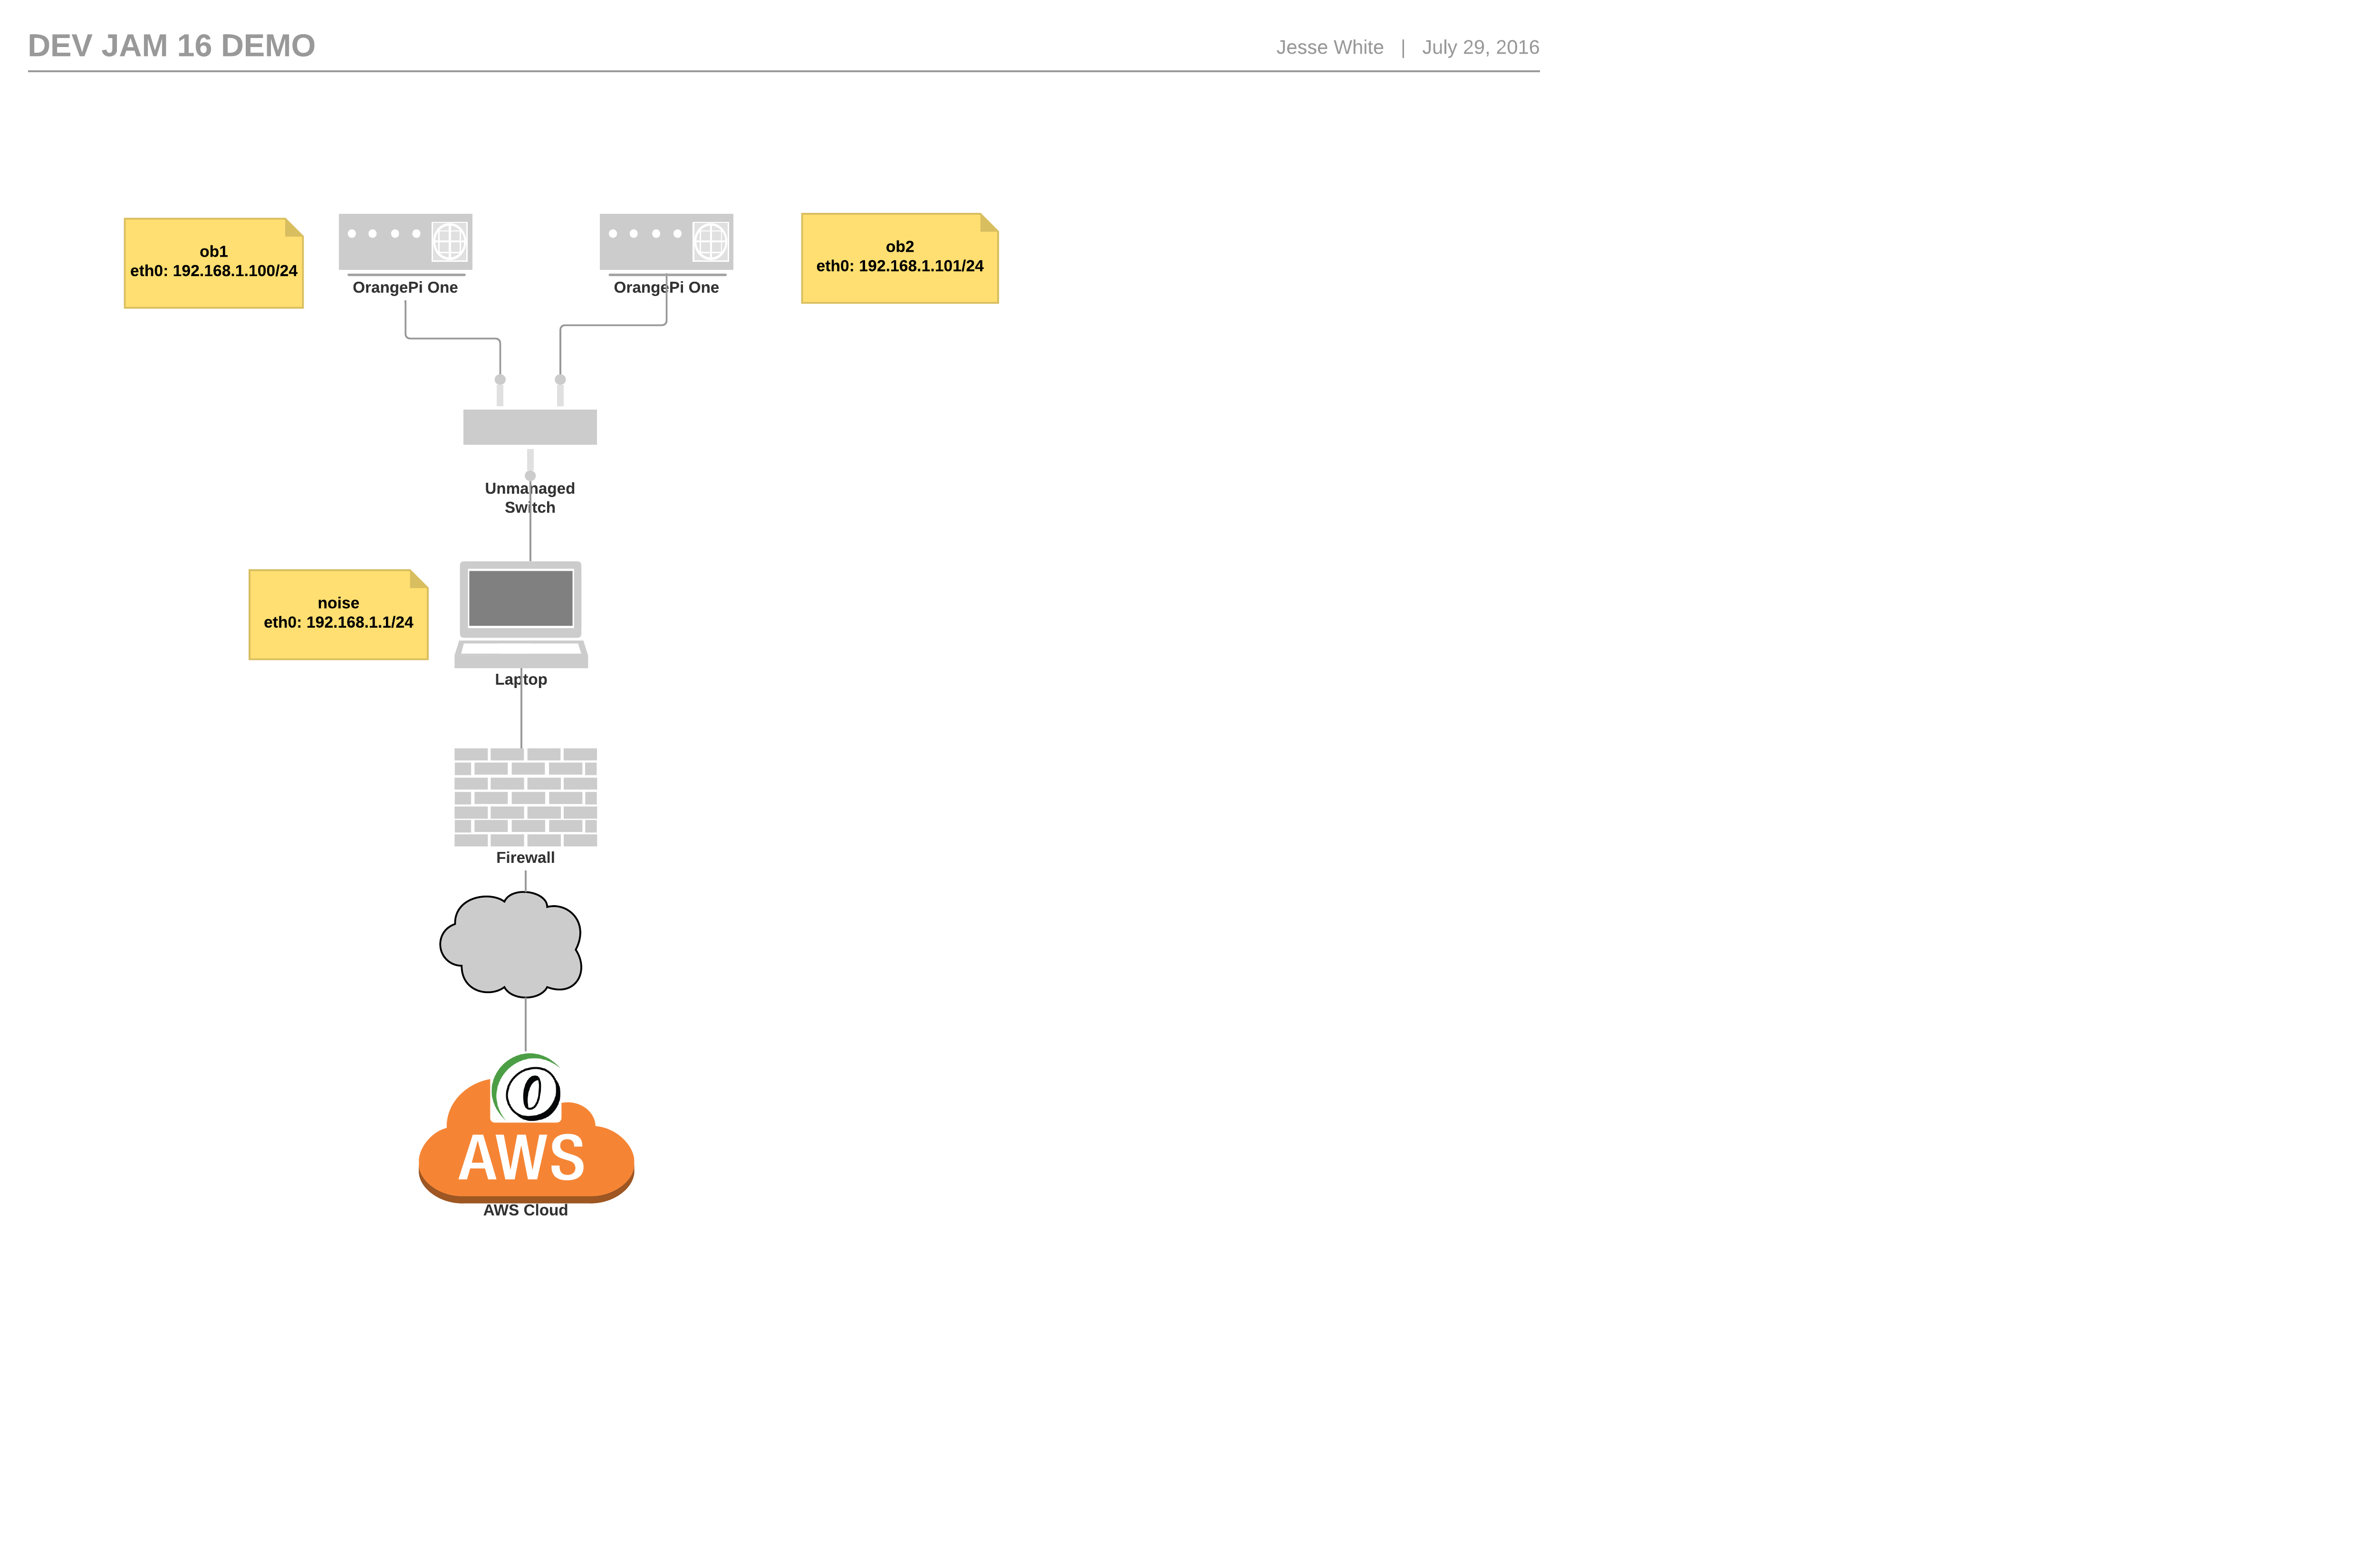 DEV JAM 16 DEMO
Jesse White | July 29, 2016
ob1
eth0: 192.168.1.100/24
OrangePi One
OrangePi One
ob2
eth0: 192.168.1.101/24
Unmanaged
Switch
noise
eth0: 192.168.1.1/24
Laptop
Firewall
O
AWS
AWS Cloud